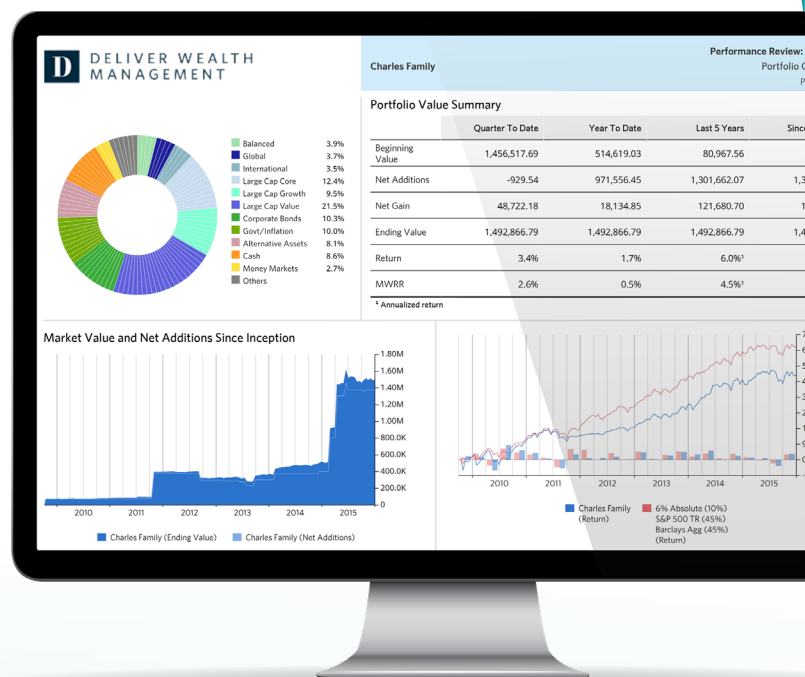 D
DELIVER WEALTH
MANAGEMENT
Charles Family
Performance Review:
Portfolio
Balanced 3.9%
Global 3.7%
International 3.5%
Large Cap Core 12.4%
Large Cap Growth 9.5%
Large Cap Value 21.5%
Corporate Bonds 10.3%
Govt/Inflation 10.0%
Alternative Assets 8.1%
Cash 8.6%
Money Markets 2.7%
Others
Portfolio Value Summary
Quarter To Date Year To Date Last 5 Years
Beginning
Value 1,456,517.69 514,619.03 80,967.56
Net Additions -929.54 971,556.45 1,301,662.07
Net Gain 48,722.18 18,134.85 121,680.70
Ending Value 1,492,866.79 1,492,866.79 1,492,866.79
Return 3.4% 1.7% 6.0%¹
MWRR 2.6% 0.5% 4.5%¹
¹ Annualized return
Market Value and Net Additions Since Inception
1.80M
1.60M
1.40M
1.20M
1.00M
800.0K
600.0K
400.0K
200.0K
0
2010 2011 2012 2013 2014 2015
Charles Family (Ending Value) Charles Family (Net Additions)
2010 2011 2012 2013 2014 2015
Charles Family
(Return)
6% Absolute (10%)
S&P 500 TR (45%)
Barclays Agg (45%)
(Return)